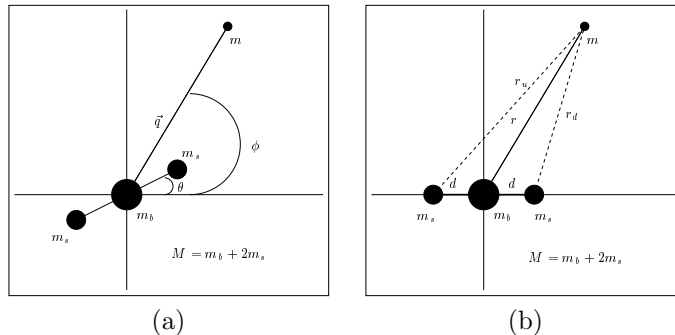 m
q⃗
m_s
ϕ
θ
m_b
m_s
M = m_b + 2m_s
(a)
m
r_u
r
r_d
d d
m_s m_b m_s
M = m_b + 2m_s
(b)